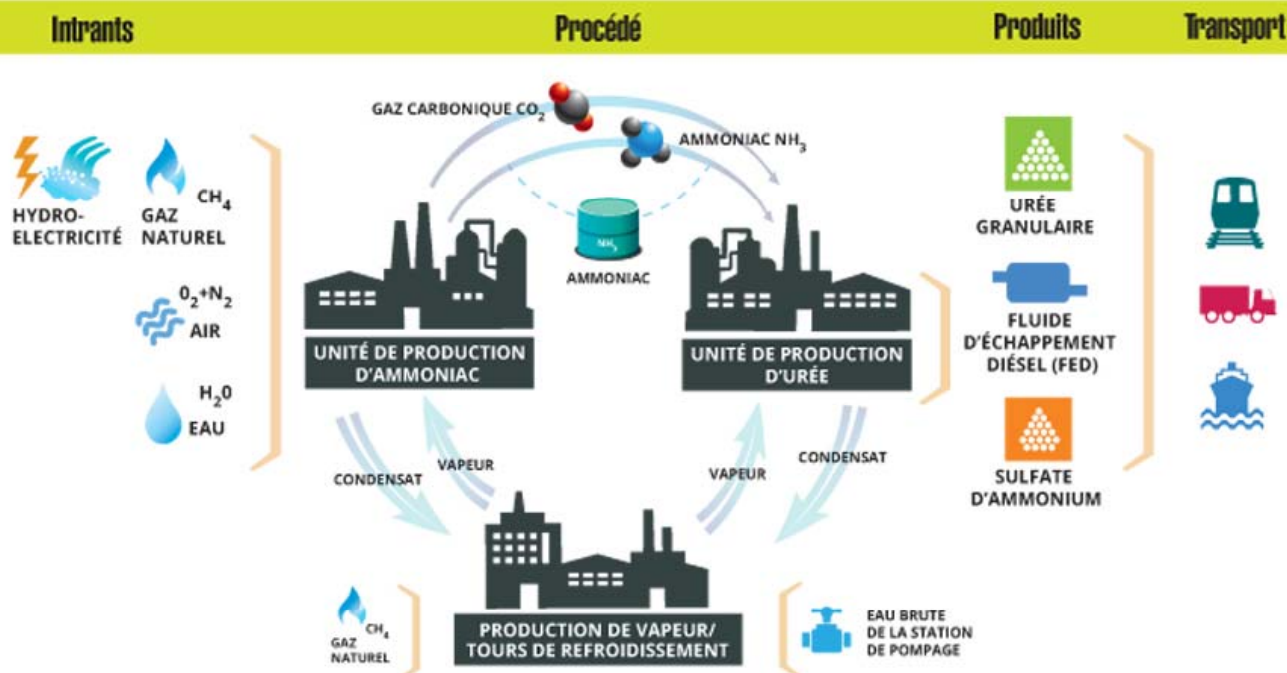 Intrants
Procédé
Produits
Transport
HYDRO-
ELECTRICITÉ
CH4
GAZ
NATUREL
O2+N2
AIR
H20
EAU
GAZ CARBONIQUE CO2
AMMONIAC NH3
NH3
AMMONIAC
UNITÉ DE PRODUCTION
D'AMMONIAC
UNITÉ DE PRODUCTION
D'URÉE
CONDENSAT
VAPEUR
VAPEUR
CONDENSAT
CH4
GAZ
NATUREL
PRODUCTION DE VAPEUR/
TOURS DE REFROIDISSEMENT
EAU BRUTE
DE LA STATION
DE POMPAGE
URÉE
GRANULAIRE
FLUIDE
D'ÉCHAPPEMENT
DIÉSEL (FED)
SULFATE
D'AMMONIUM